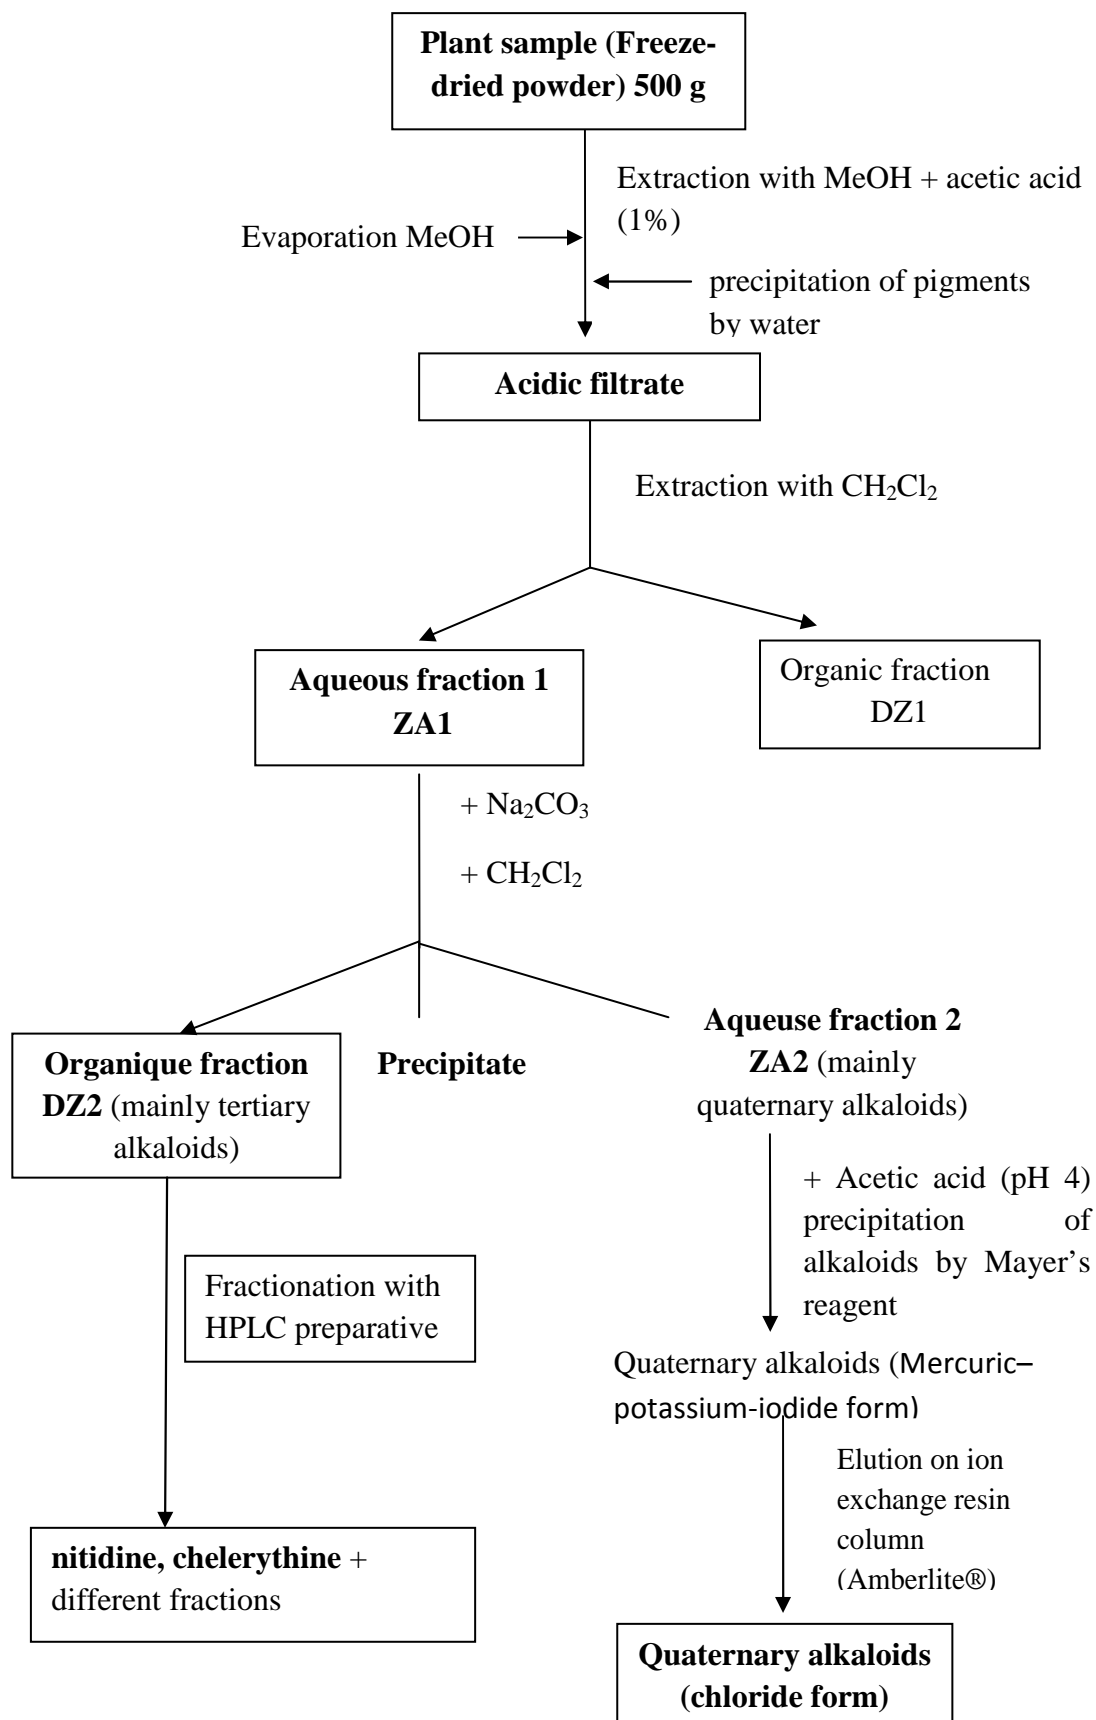 Plant sample (Freeze-
dried powder) 500 g
Extraction with MeOH + acetic acid
(1%)
Evaporation MeOH
precipitation of pigments
by water
Acidic filtrate
Extraction with CH₂Cl₂
Aqueous fraction 1
ZA1
Organic fraction
DZ1
+ Na₂CO₃
+ CH₂Cl₂
Organique fraction
DZ2 (mainly tertiary
alkaloids)
Precipitate
Aqueuse fraction 2
ZA2 (mainly
quaternary alkaloids)
+ Acetic acid (pH 4)
precipitation of
alkaloids by Mayer's
reagent
Fractionation with
HPLC preparative
Quaternary alkaloids (Mercuric–
potassium-iodide form)
Elution on ion
exchange resin
column
(Amberlite®)
nitidine, chelerythine +
different fractions
Quaternary alkaloids
(chloride form)